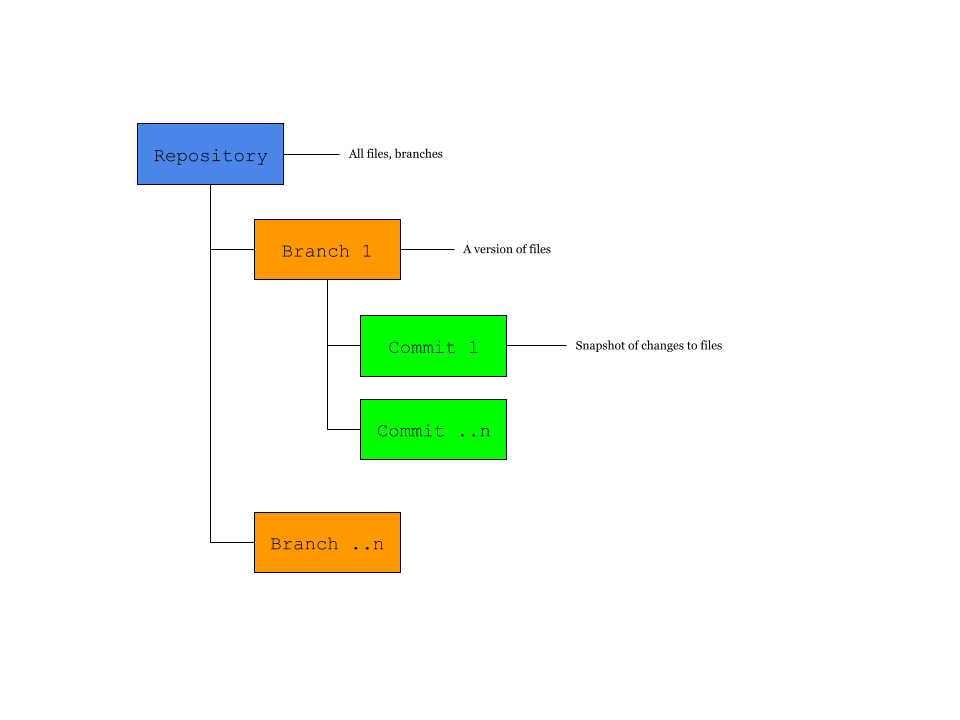 Repository
All files, branches
Branch 1
A version of files
Commit 1
Snapshot of changes to files
Commit ..n
Branch ..n